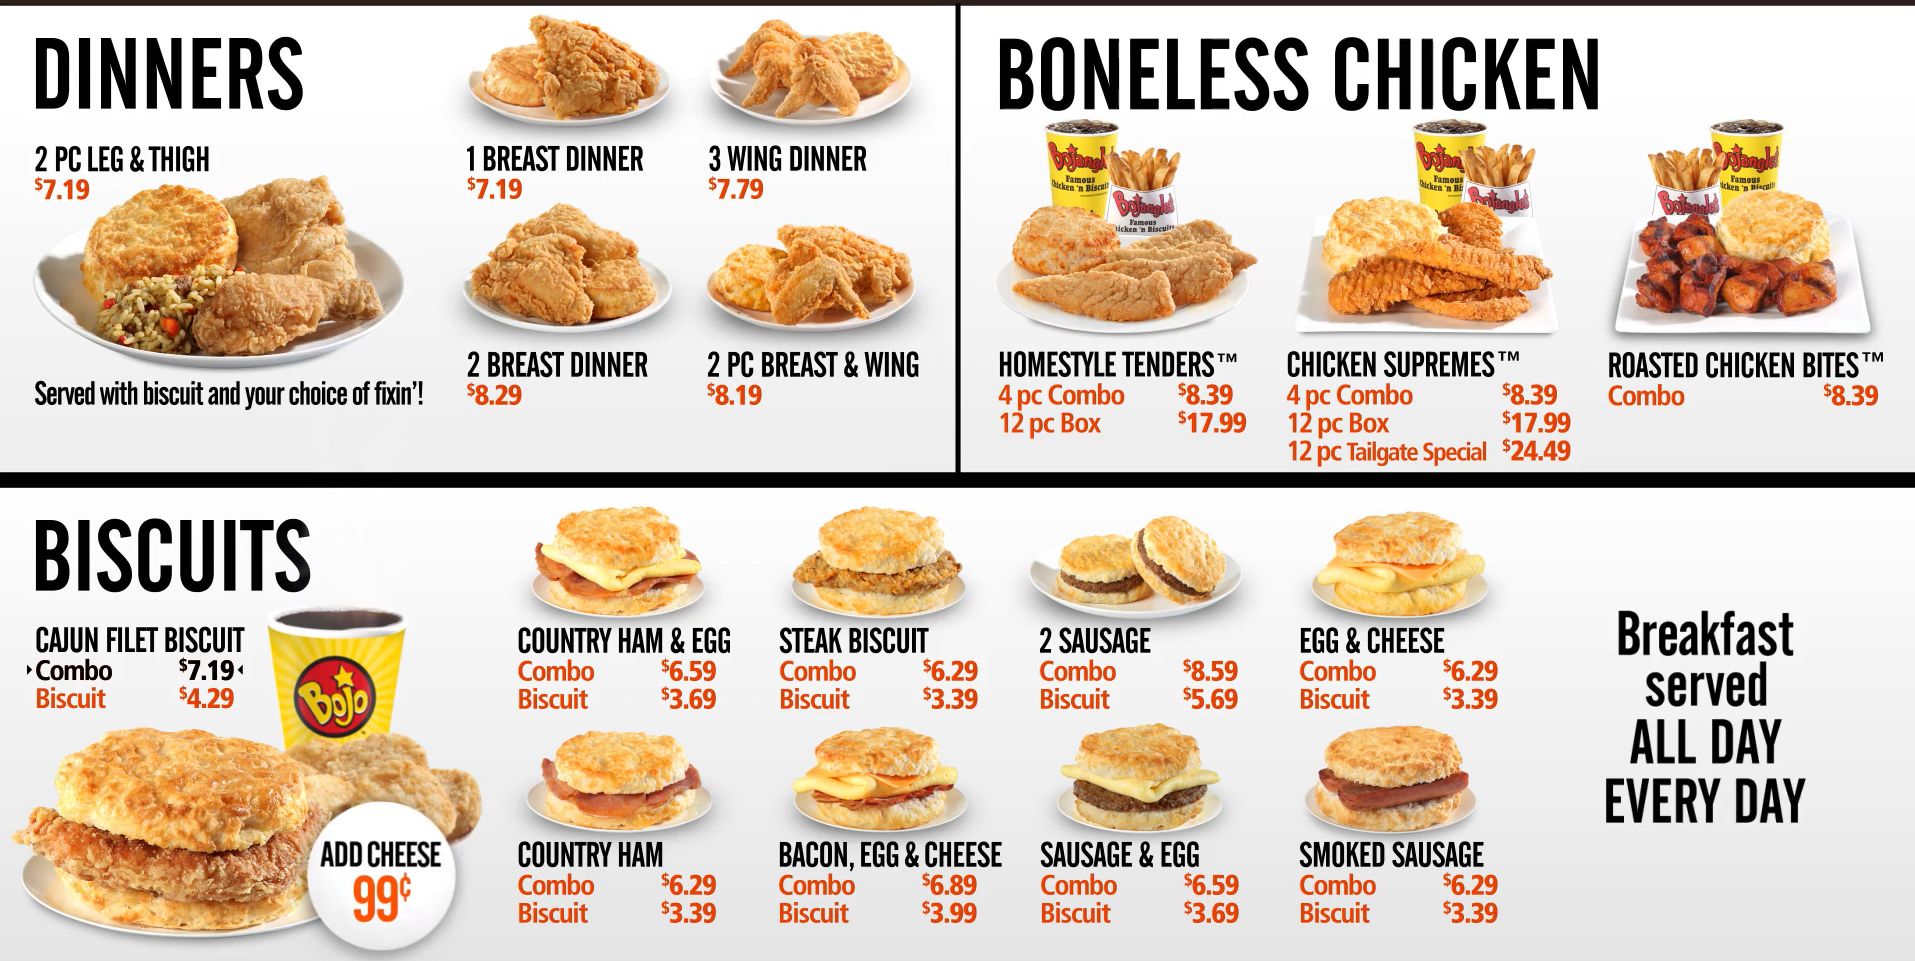 DINNERS
2 PC LEG & THIGH
$7.19
Served with biscuit and your choice of fixin'!
1 BREAST DINNER
$7.19
3 WING DINNER
$7.79
2 BREAST DINNER
$8.29
2 PC BREAST & WING
$8.19
BONELESS CHICKEN
Bojangles
Famous
Chicken 'n Biscuits
Bojangles
Famous
Chicken 'n Biscuits
HOMESTYLE TENDERS™
4 pc Combo $8.39
12 pc Box $17.99
CHICKEN SUPREMES™
4 pc Combo $8.39
12 pc Box $17.99
12 pc Tailgate Special $24.49
ROASTED CHICKEN BITES™
Combo $8.39
BISCUITS
CAJUN FILET BISCUIT
Combo $7.19
Biscuit $4.29
Bojo
ADD CHEESE
99¢
COUNTRY HAM & EGG
Combo $6.59
Biscuit $3.69
STEAK BISCUIT
Combo $6.29
Biscuit $3.39
2 SAUSAGE
Combo $8.59
Biscuit $5.69
EGG & CHEESE
Combo $6.29
Biscuit $3.39
COUNTRY HAM
Combo $6.29
Biscuit $3.39
BACON, EGG & CHEESE
Combo $6.89
Biscuit $3.99
SAUSAGE & EGG
Combo $6.59
Biscuit $3.69
SMOKED SAUSAGE
Combo $6.29
Biscuit $3.39
Breakfast
served
ALL DAY
EVERY DAY